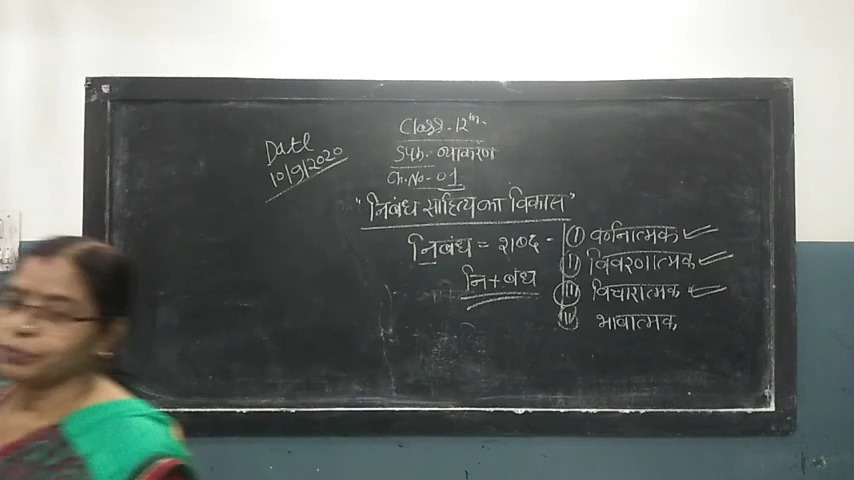 Class - 12th-
Date
10/9/2020
Sub.- व्याकरण
Ch. No- 01
"निबंध साहित्य का विकास"
निबंध = शब्द -
नि + बंध
(I) वर्णनात्मक
(II) विवरणात्मक
(III) विचारात्मक
(IIII) भावात्मक